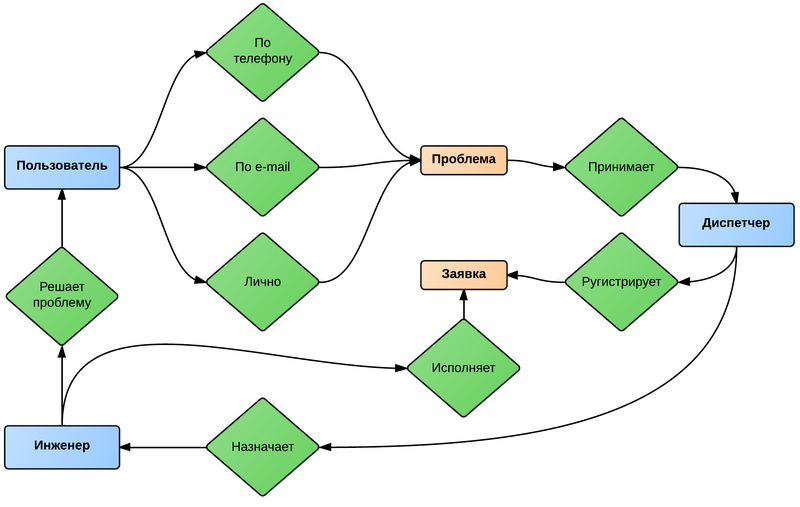 По
телефону
Пользователь
По e-mail
Проблема
Принимает
Диспетчер
Решает
проблему
Лично
Заявка
Ругистрирует
Исполняет
Инженер
Назначает